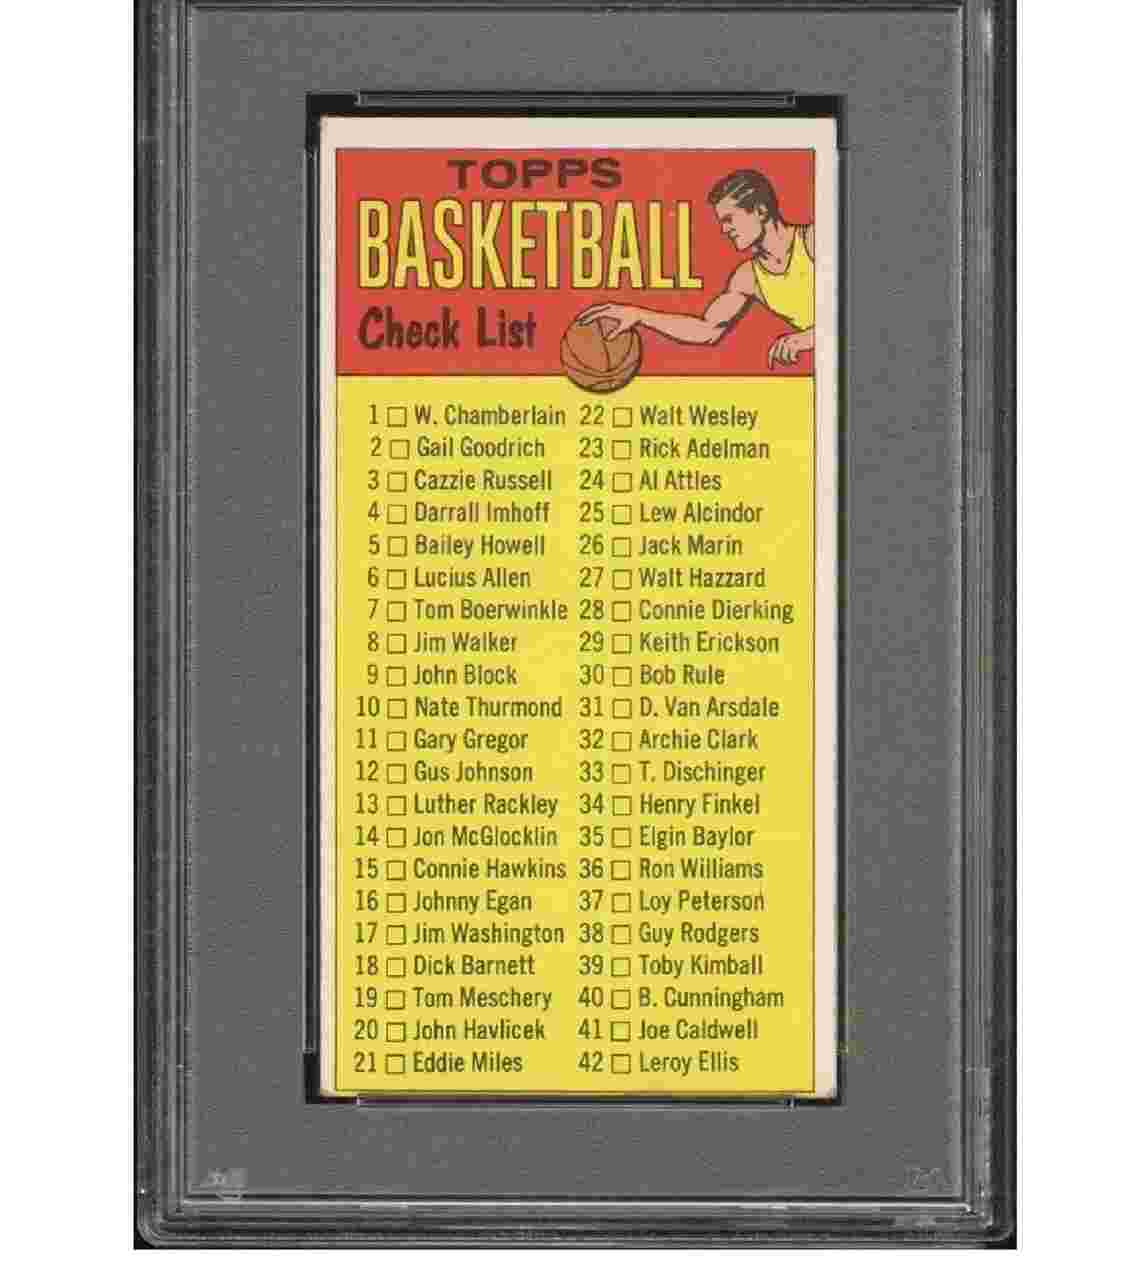 TOPPS
BASKETBALL
Check List
1 □ W. Chamberlain
2 □ Gail Goodrich
3 □ Cazzie Russell
4 □ Darrall Imhoff
5 □ Bailey Howell
6 □ Lucius Allen
7 □ Tom Boerwinkle
8 □ Jim Walker
9 □ John Block
10 □ Nate Thurmond
11 □ Gary Gregor
12 □ Gus Johnson
13 □ Luther Rackley
14 □ Jon McGlocklin
15 □ Connie Hawkins
16 □ Johnny Egan
17 □ Jim Washington
18 □ Dick Barnett
19 □ Tom Meschery
20 □ John Havlicek
21 □ Eddie Miles
22 □ Walt Wesley
23 □ Rick Adelman
24 □ Al Attles
25 □ Lew Alcindor
26 □ Jack Marin
27 □ Walt Hazzard
28 □ Connie Dierking
29 □ Keith Erickson
30 □ Bob Rule
31 □ D. Van Arsdale
32 □ Archie Clark
33 □ T. Dischinger
34 □ Henry Finkel
35 □ Elgin Baylor
36 □ Ron Williams
37 □ Loy Peterson
38 □ Guy Rodgers
39 □ Toby Kimball
40 □ B. Cunningham
41 □ Joe Caldwell
42 □ Leroy Ellis